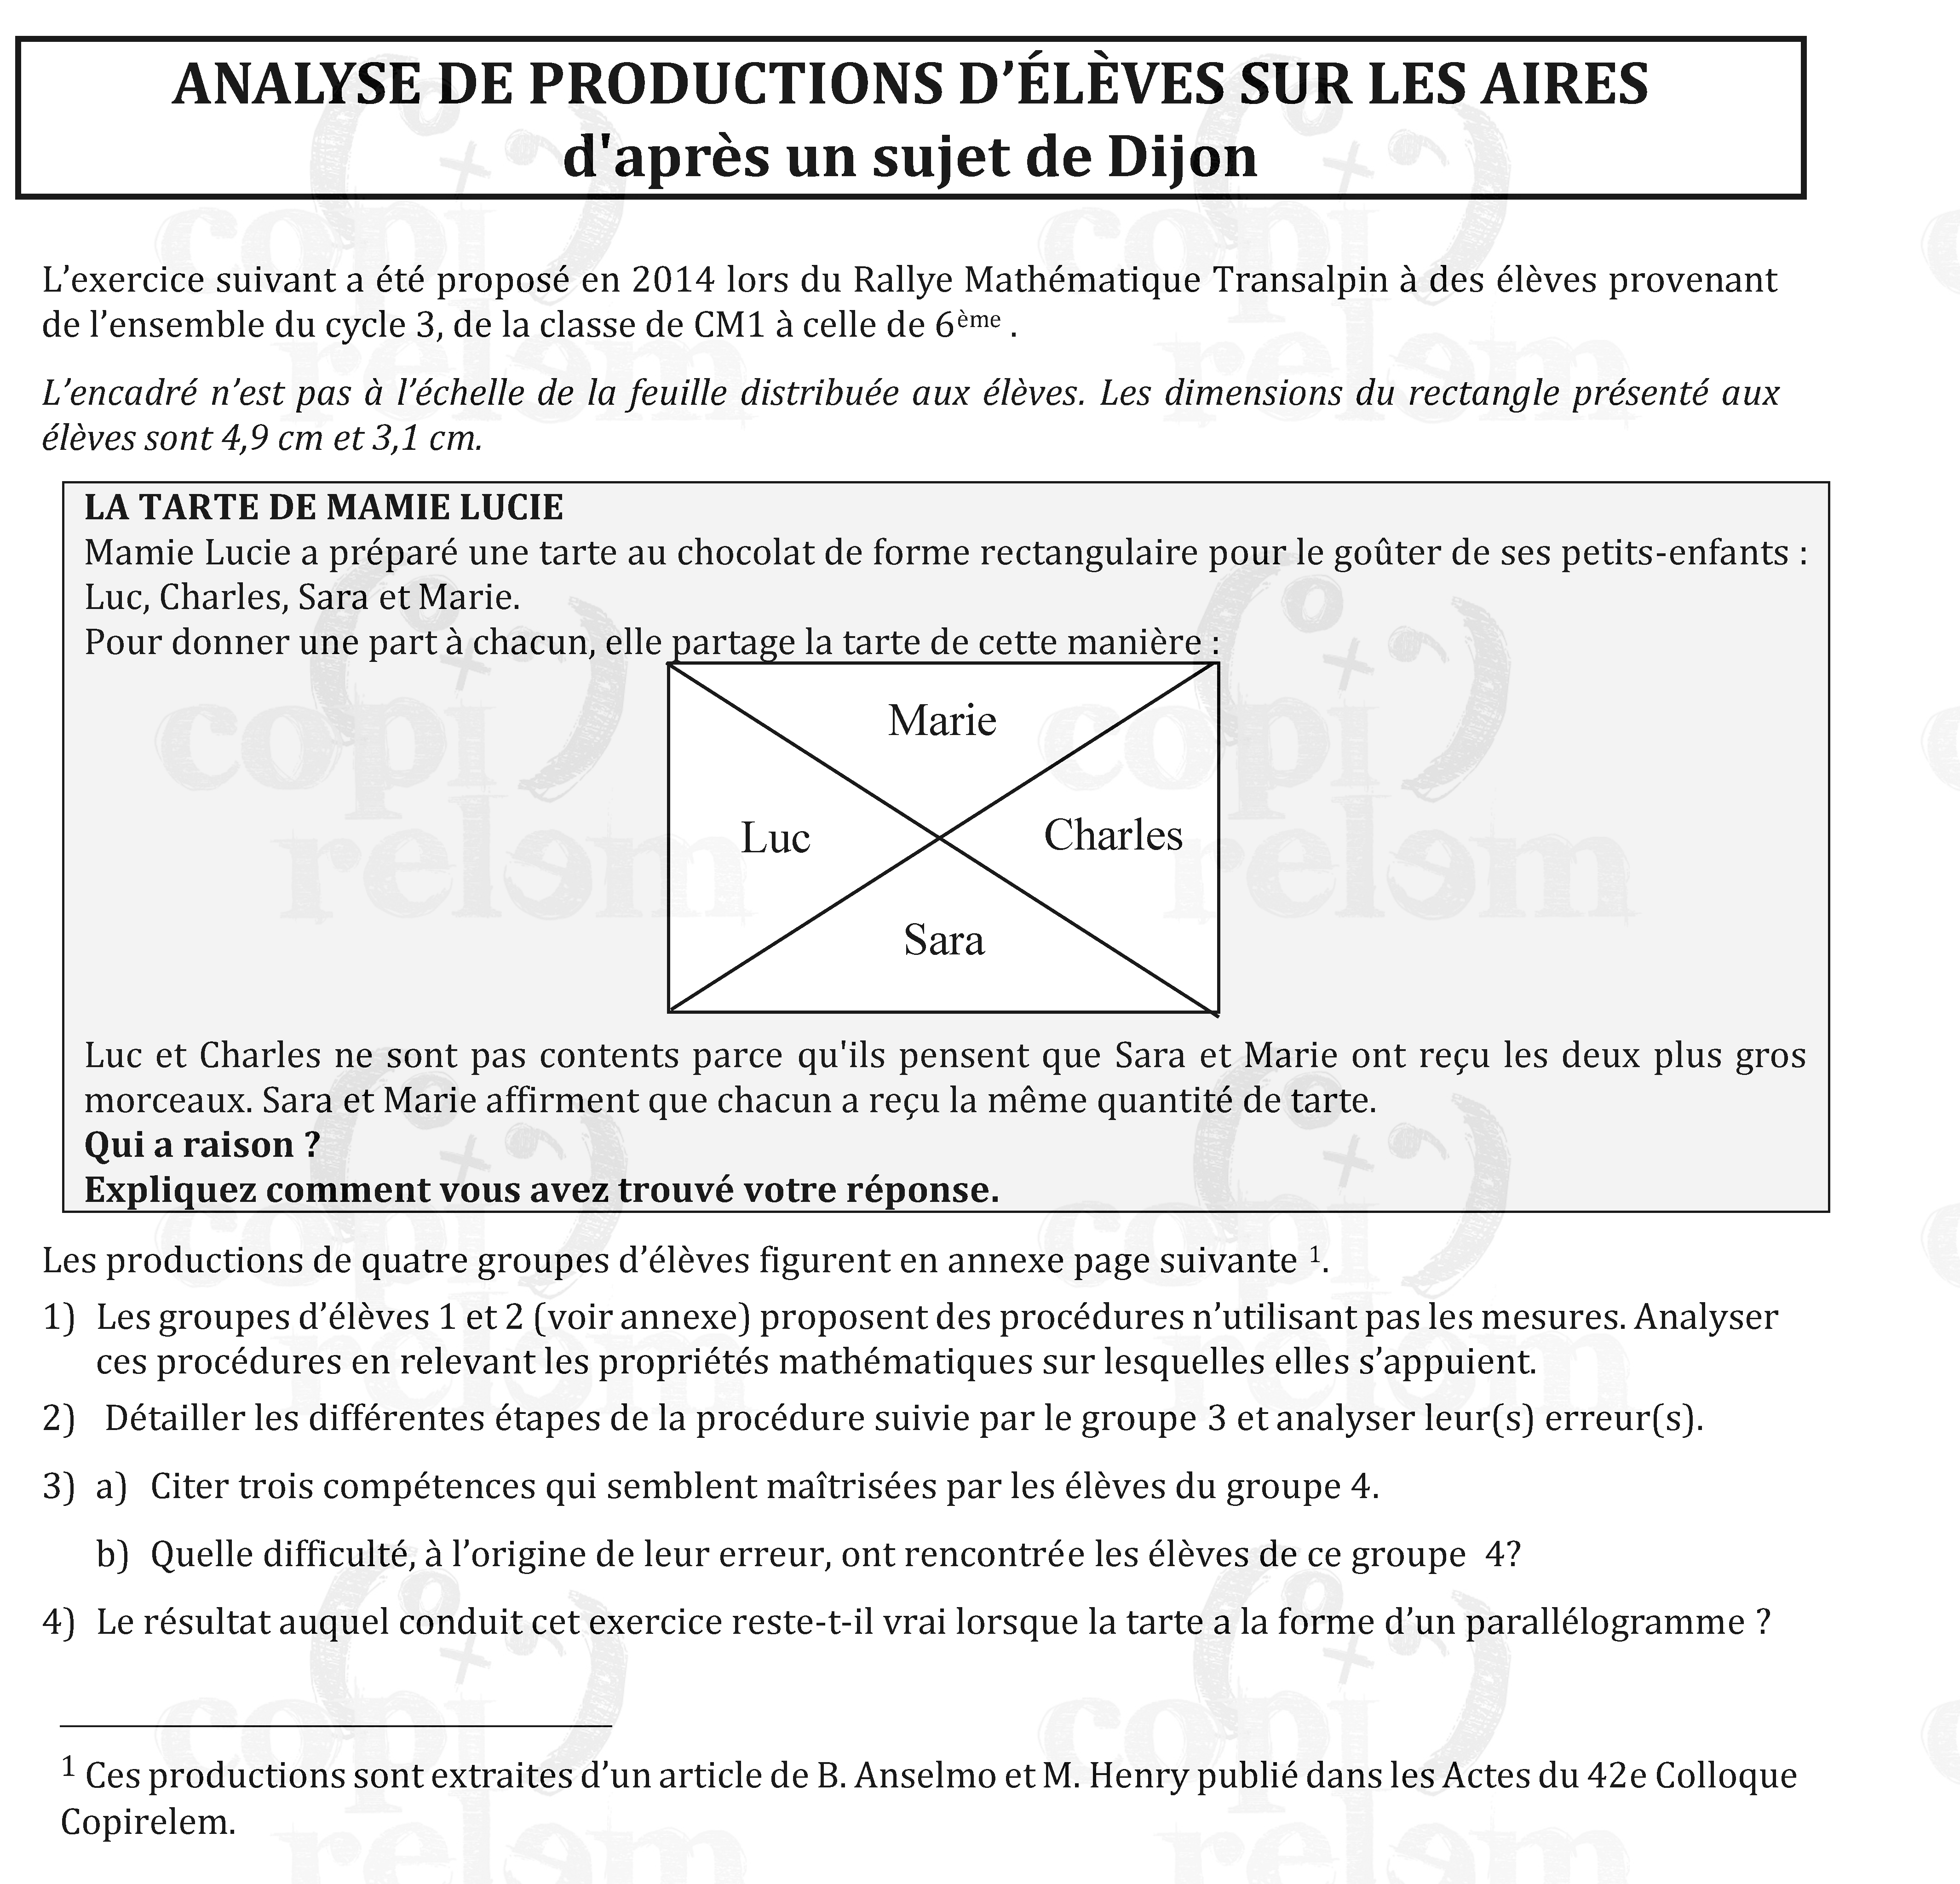 ANALYSE DE PRODUCTIONS D’ÉLÈVES SUR LES AIRES
d'après un sujet de Dijon
L’exercice suivant a été proposé en 2014 lors du Rallye Mathématique Transalpin à des élèves provenant
de l’ensemble du cycle 3, de la classe de CM1 à celle de 6ème .
L’encadré n’est pas à l’échelle de la feuille distribuée aux élèves. Les dimensions du rectangle présenté aux
élèves sont 4,9 cm et 3,1 cm.
LA TARTE DE MAMIE LUCIE
Mamie Lucie a préparé une tarte au chocolat de forme rectangulaire pour le goûter de ses petits-enfants :
Luc, Charles, Sara et Marie.
Pour donner une part à chacun, elle partage la tarte de cette manière :
Marie
Luc
Charles
Sara
Luc et Charles ne sont pas contents parce qu'ils pensent que Sara et Marie ont reçu les deux plus gros
morceaux. Sara et Marie affirment que chacun a reçu la même quantité de tarte.
Qui a raison ?
Expliquez comment vous avez trouvé votre réponse.
Les productions de quatre groupes d’élèves figurent en annexe page suivante 1.
1) Les groupes d’élèves 1 et 2 (voir annexe) proposent des procédures n’utilisant pas les mesures. Analyser
ces procédures en relevant les propriétés mathématiques sur lesquelles elles s’appuient.
2) Détailler les différentes étapes de la procédure suivie par le groupe 3 et analyser leur(s) erreur(s).
3) a) Citer trois compétences qui semblent maîtrisées par les élèves du groupe 4.
b) Quelle difficulté, à l’origine de leur erreur, ont rencontrée les élèves de ce groupe 4?
4) Le résultat auquel conduit cet exercice reste-t-il vrai lorsque la tarte a la forme d’un parallélogramme ?
1 Ces productions sont extraites d’un article de B. Anselmo et M. Henry publié dans les Actes du 42e Colloque
Copirelem.